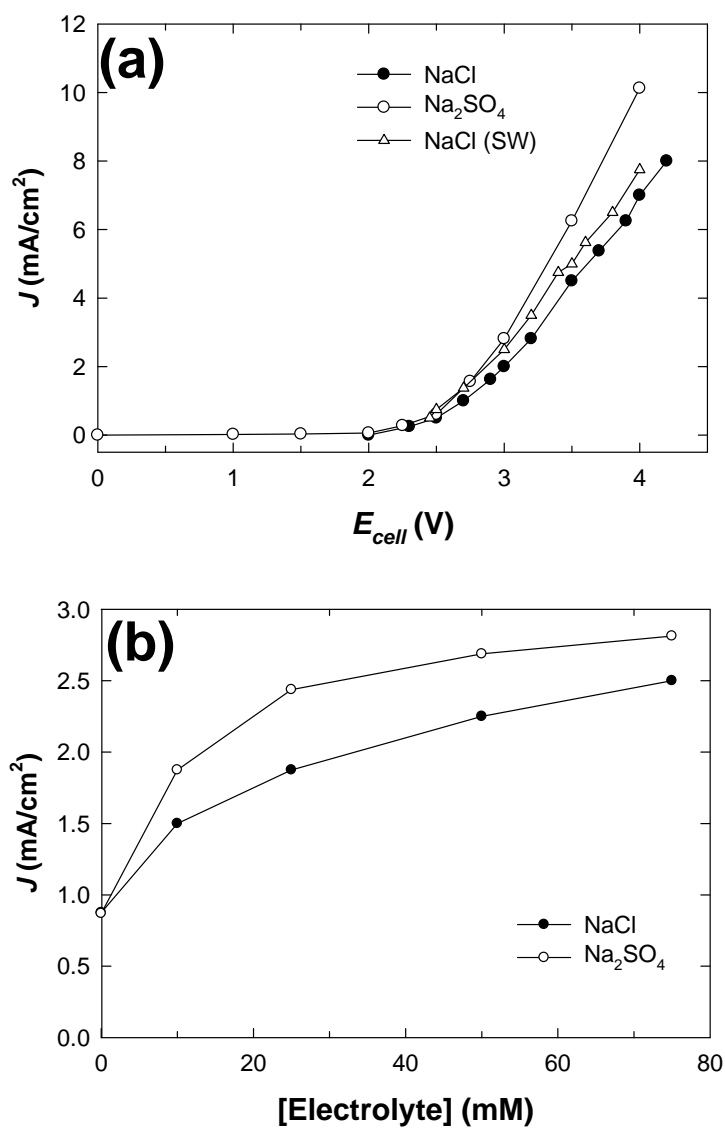 (a)
12
10
8
6
4
2
0
J (mA/cm²)
NaCl
Na₂SO₄
NaCl (SW)
0 1 2 3 4
E_cell (V)
(b)
3.0
2.5
2.0
1.5
1.0
0.5
0.0
J (mA/cm²)
NaCl
Na₂SO₄
0 20 40 60 80
[Electrolyte] (mM)